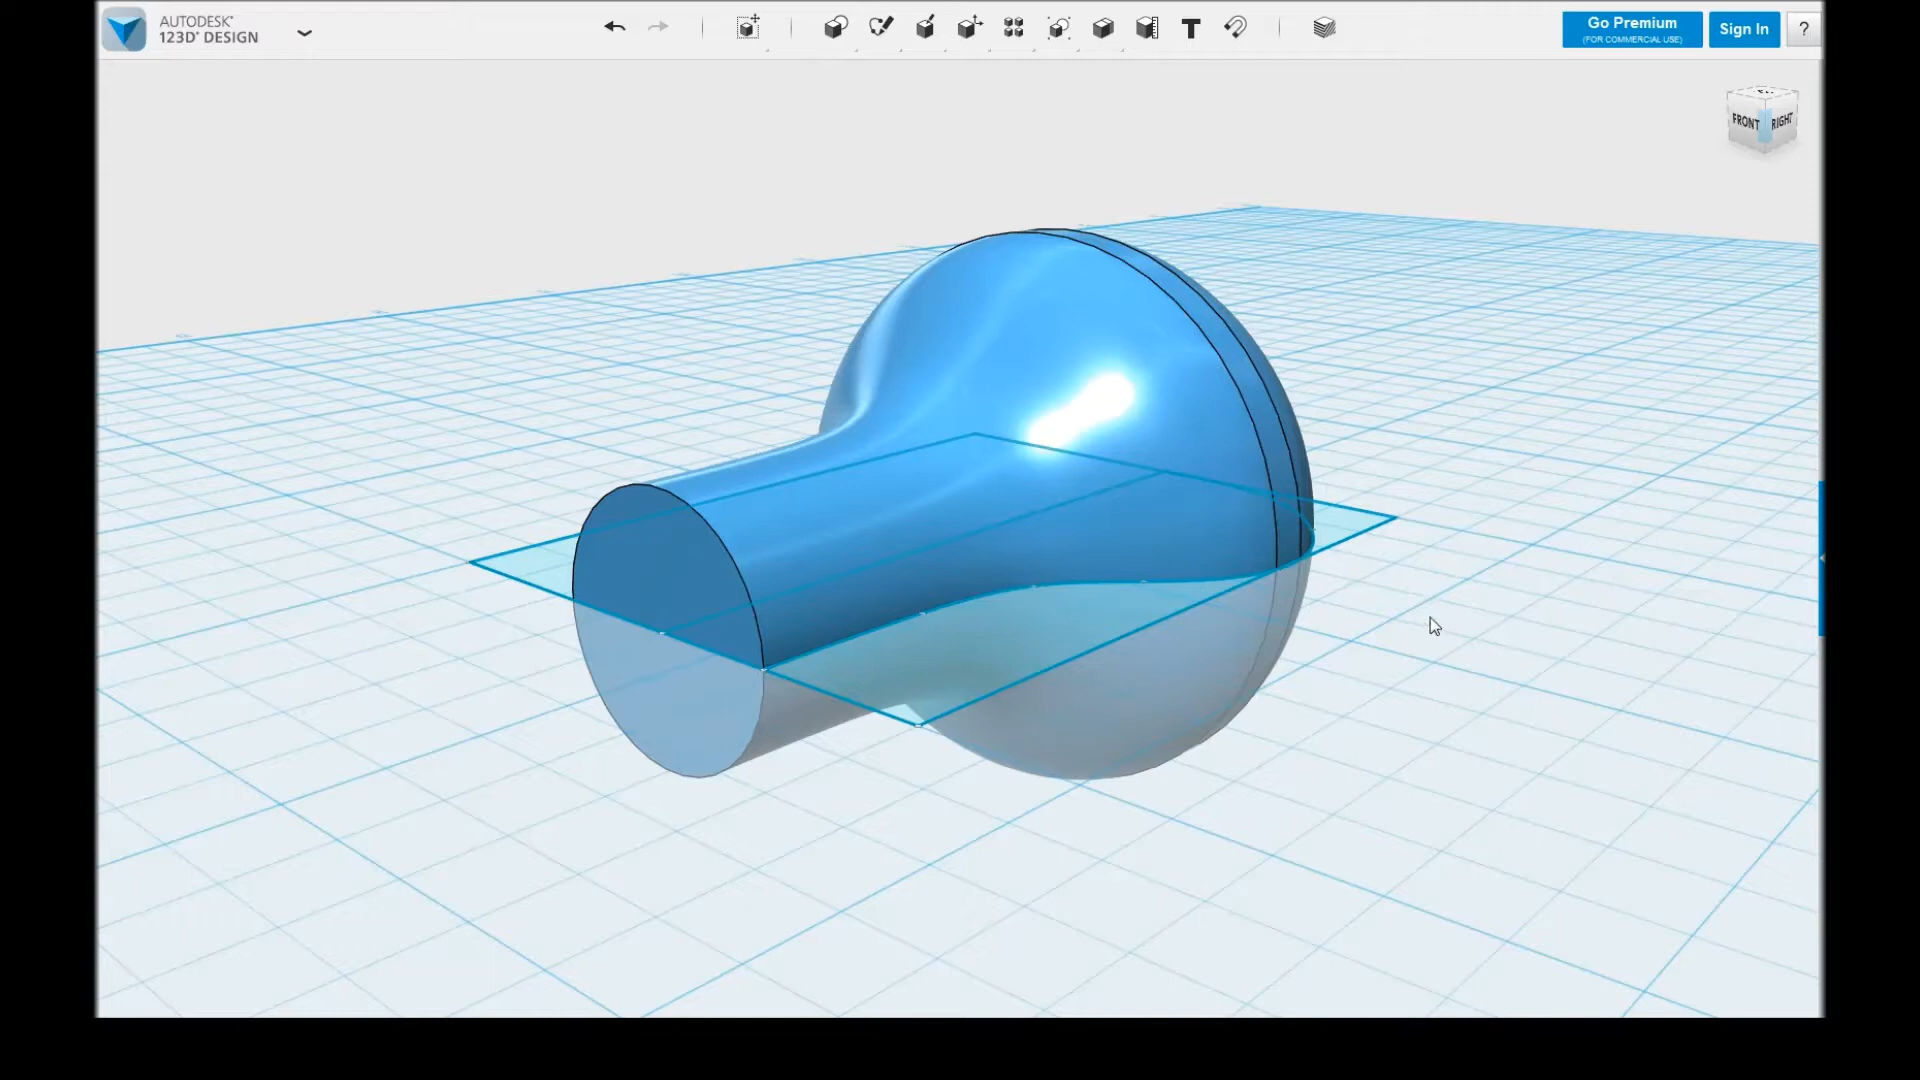 AUTODESK®
123D® DESIGN
Go Premium
(FOR COMMERCIAL USE)
Sign In
?
T
FRONT
RIGHT